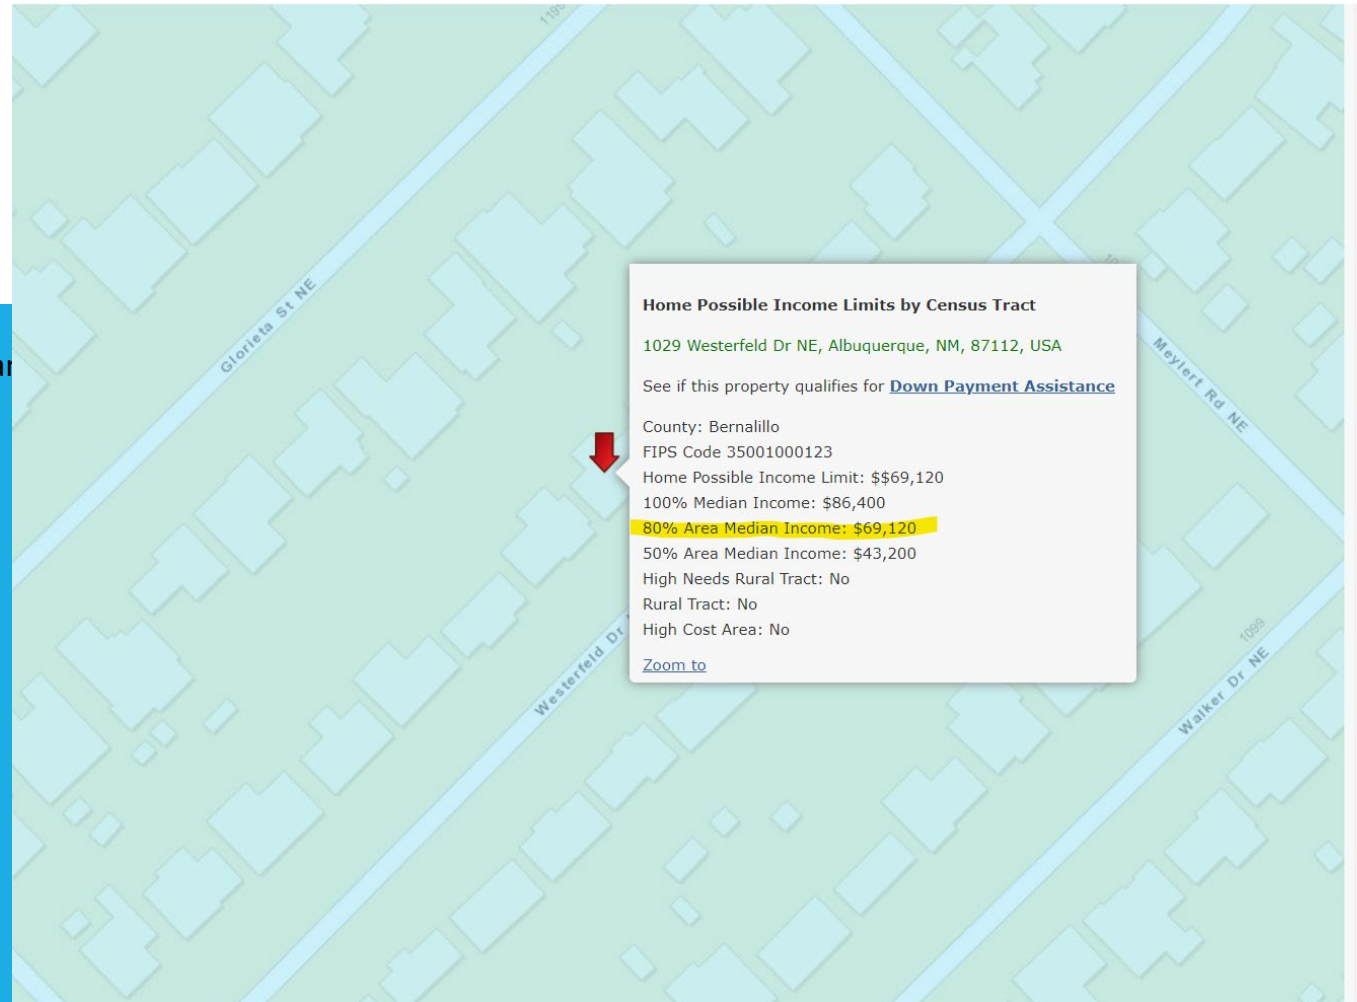 1199
Glorieta St NE
ar
Home Possible Income Limits by Census Tract
1029 Westerfeld Dr NE, Albuquerque, NM, 87112, USA
See if this property qualifies for Down Payment Assistance
County: Bernalillo
FIPS Code 35001000123
Home Possible Income Limit: $$69,120
100% Median Income: $86,400
80% Area Median Income: $69,120
50% Area Median Income: $43,200
High Needs Rural Tract: No
Rural Tract: No
High Cost Area: No
Zoom to
Meylert Rd NE
Westerfeld Dr
1099
Walker Dr NE